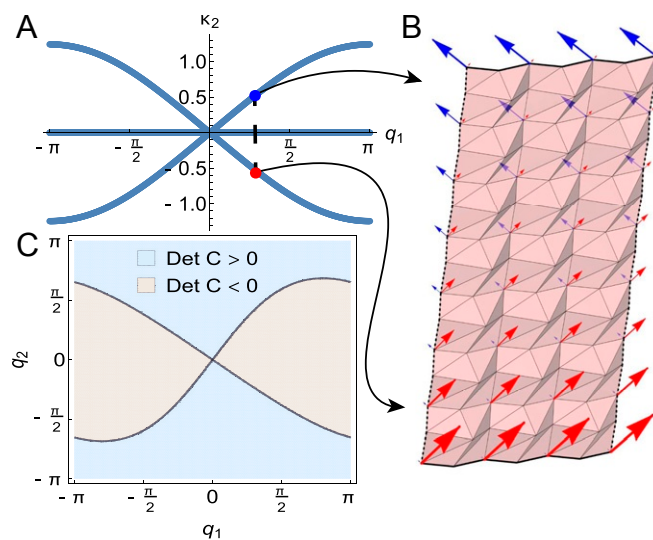 A
κ₂
B
1.0
0.5
- π
- π/2
π/2
π
q₁
- 0.5
- 1.0
C
π
Det C > 0
Det C < 0
π/2
q₂
0
- π/2
- π
- π
- π/2
0
π/2
π
q₁